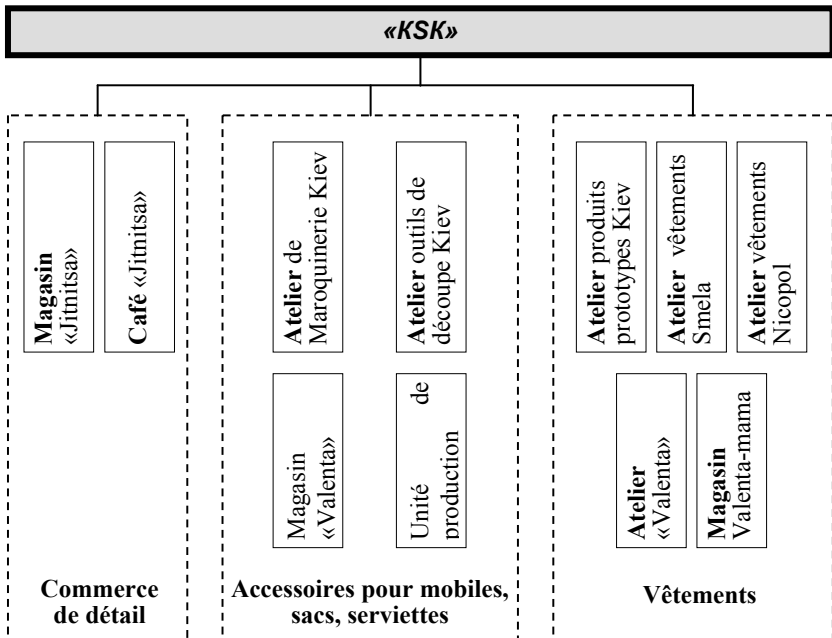 «KSK»
Magasin
«Jitnitsa»
Café «Jitnitsa»
Atelier de
Maroquinerie Kiev
Atelier outils de
découpe Kiev
Magasin
«Valenta»
Unité de
production
Atelier produits
prototypes Kiev
Atelier vêtements
Smela
Atelier vêtements
Nicopol
Atelier
«Valenta»
Magasin
Valenta-mama
Commerce
de détail
Accessoires pour mobiles,
sacs, serviettes
Vêtements